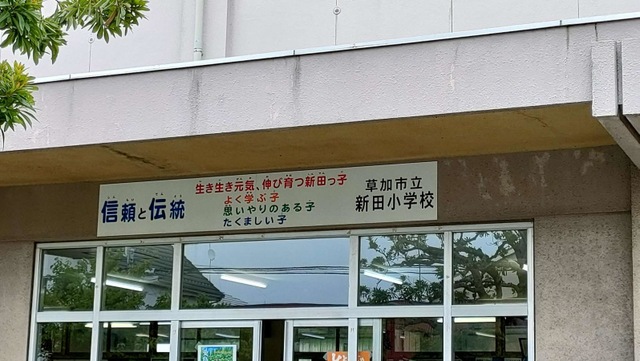 信頼と伝統
生き生き元気、伸び育つ新田っ子
よく学ぶ子
思いやりのある子
たくましい子
草加市立
新田小学校